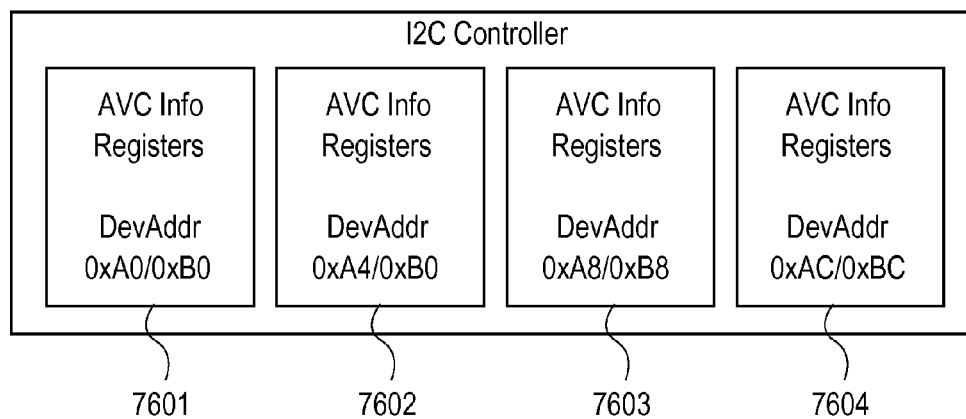 I2C Controller
AVC Info
Registers
DevAddr
0xA0/0xB0
AVC Info
Registers
DevAddr
0xA4/0xB0
AVC Info
Registers
DevAddr
0xA8/0xB8
AVC Info
Registers
DevAddr
0xAC/0xBC
7601
7602
7603
7604